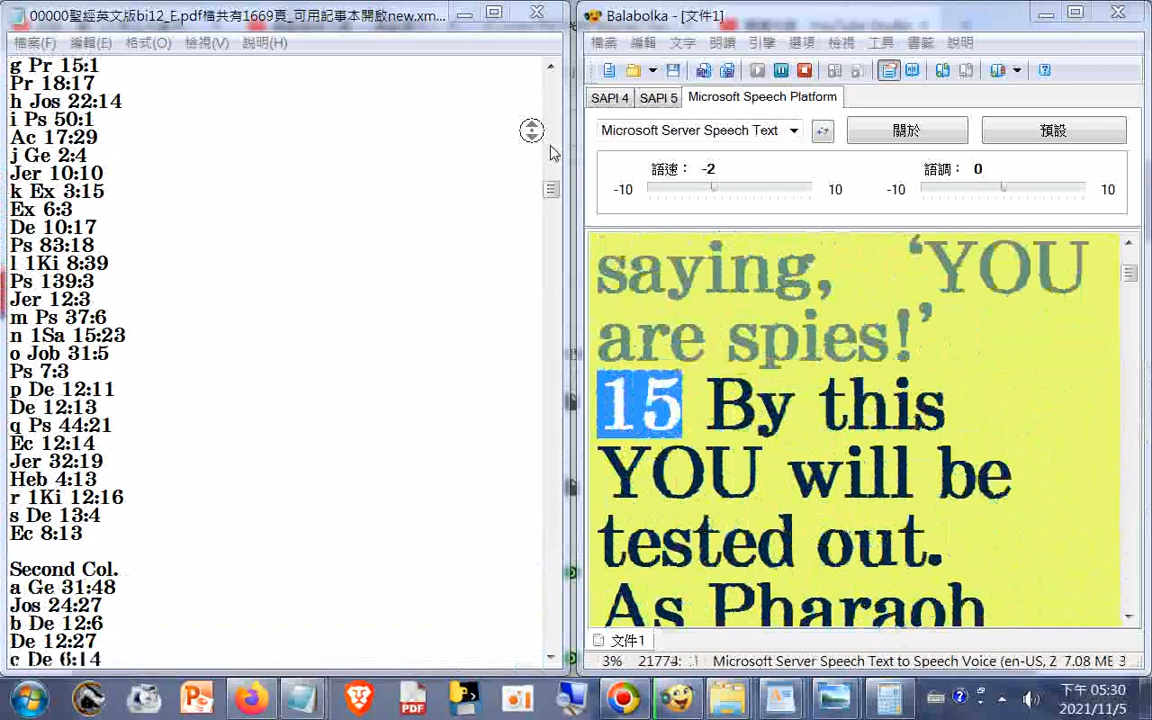 00000聖經英文版bi12_E.pdf檔共有1669頁_可用記事本開啟new.xm...
檔案(F) 編輯(E) 格式(O) 檢視(V) 說明(H)
g Pr 15:1
Pr 18:17
h Jos 22:14
i Ps 50:1
Ac 17:29
j Ge 2:4
Jer 10:10
k Ex 3:15
Ex 6:3
De 10:17
Ps 83:18
l 1Ki 8:39
Ps 139:3
Jer 12:3
m Ps 37:6
n 1Sa 15:23
o Job 31:5
Ps 7:3
p De 12:11
De 12:13
q Ps 44:21
Ec 12:14
Jer 32:19
Heb 4:13
r 1Ki 12:16
s De 13:4
Ec 8:13
Second Col.
a Ge 31:48
Jos 24:27
b De 12:6
De 12:27
c De 6:14
Balabolka - [文件1]
檔案 編輯 文字 朗讀 引擎 選項 檢視 工具 書籤 說明
SAPI 4 SAPI 5 Microsoft Speech Platform
Microsoft Server Speech Text 關於 預設
語速： -2 語調： 0
-10 10 -10 10
saying, ‘YOU
are spies!’
15 By this
YOU will be
tested out.
As Pharaoh
文件1
3% Microsoft Server Speech Text to Speech Voice (en-US, 2 7.08 MB 3
PDF
下午 05:30
2021/11/5